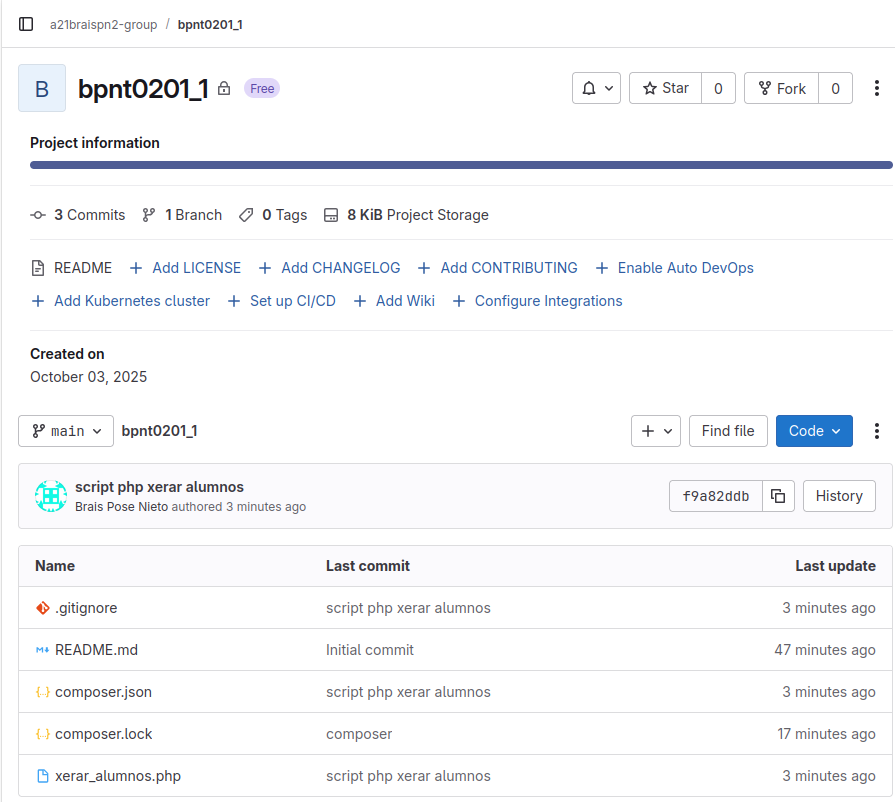 a21braispn2-group / bpnt0201_1
B bpnt0201_1 Free Star 0 Fork 0
Project information
3 Commits 1 Branch 0 Tags 8 KiB Project Storage
README Add LICENSE Add CHANGELOG Add CONTRIBUTING Enable Auto DevOps
Add Kubernetes cluster Set up CI/CD Add Wiki Configure Integrations
Created on
October 03, 2025
main bpnt0201_1 Find file Code
script php xerar alumnos
Brais Pose Nieto authored 3 minutes ago
f9a82ddb History
Name Last commit Last update
.gitignore script php xerar alumnos 3 minutes ago
README.md Initial commit 47 minutes ago
composer.json script php xerar alumnos 3 minutes ago
composer.lock composer 17 minutes ago
xerar_alumnos.php script php xerar alumnos 3 minutes ago